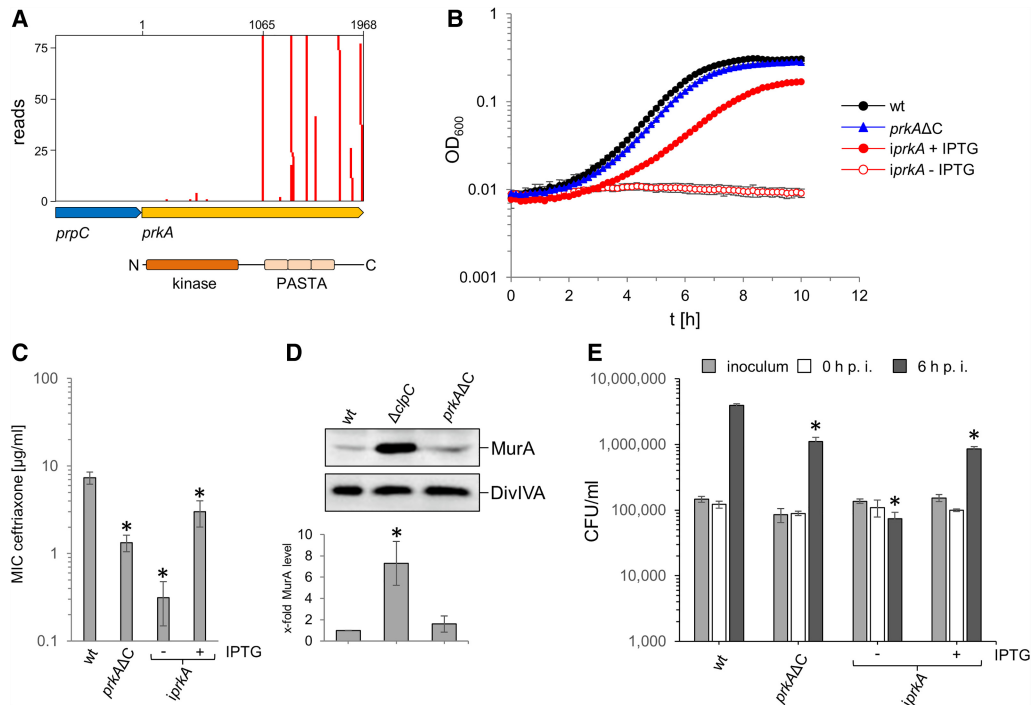 A
1 1065 1968
75
50
25
0
reads
prpC prkA
N C
kinase PASTA
B
1
0.1
0.01
0.001
OD600
0 2 4 6 8 10 12
t [h]
wt
prkAΔC
iprkA + IPTG
iprkA - IPTG
C
100
10
1
0.1
MIC ceftriaxone [µg/ml]
* * *
wt prkAΔC - + IPTG
iprkA
D
wt ΔclpC prkAΔC
MurA
DivIVA
10
8
6
4
2
0
x-fold MurA level
*
E
inoculum 0 h p. i. 6 h p. i.
10,000,000
1,000,000
100,000
10,000
1,000
CFU/ml
* * *
wt prkAΔC - + IPTG
iprkA